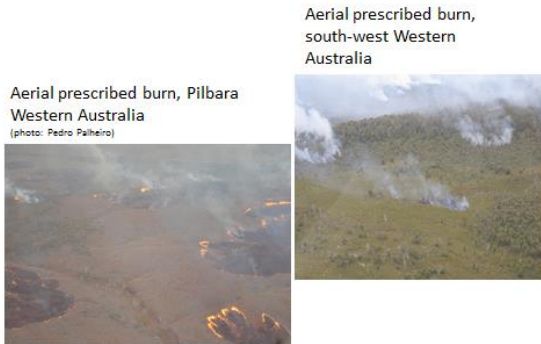 Aerial prescribed burn,
south-west Western
Australia
Aerial prescribed burn, Pilbara
Western Australia
(photo: Pedro Palheiro)